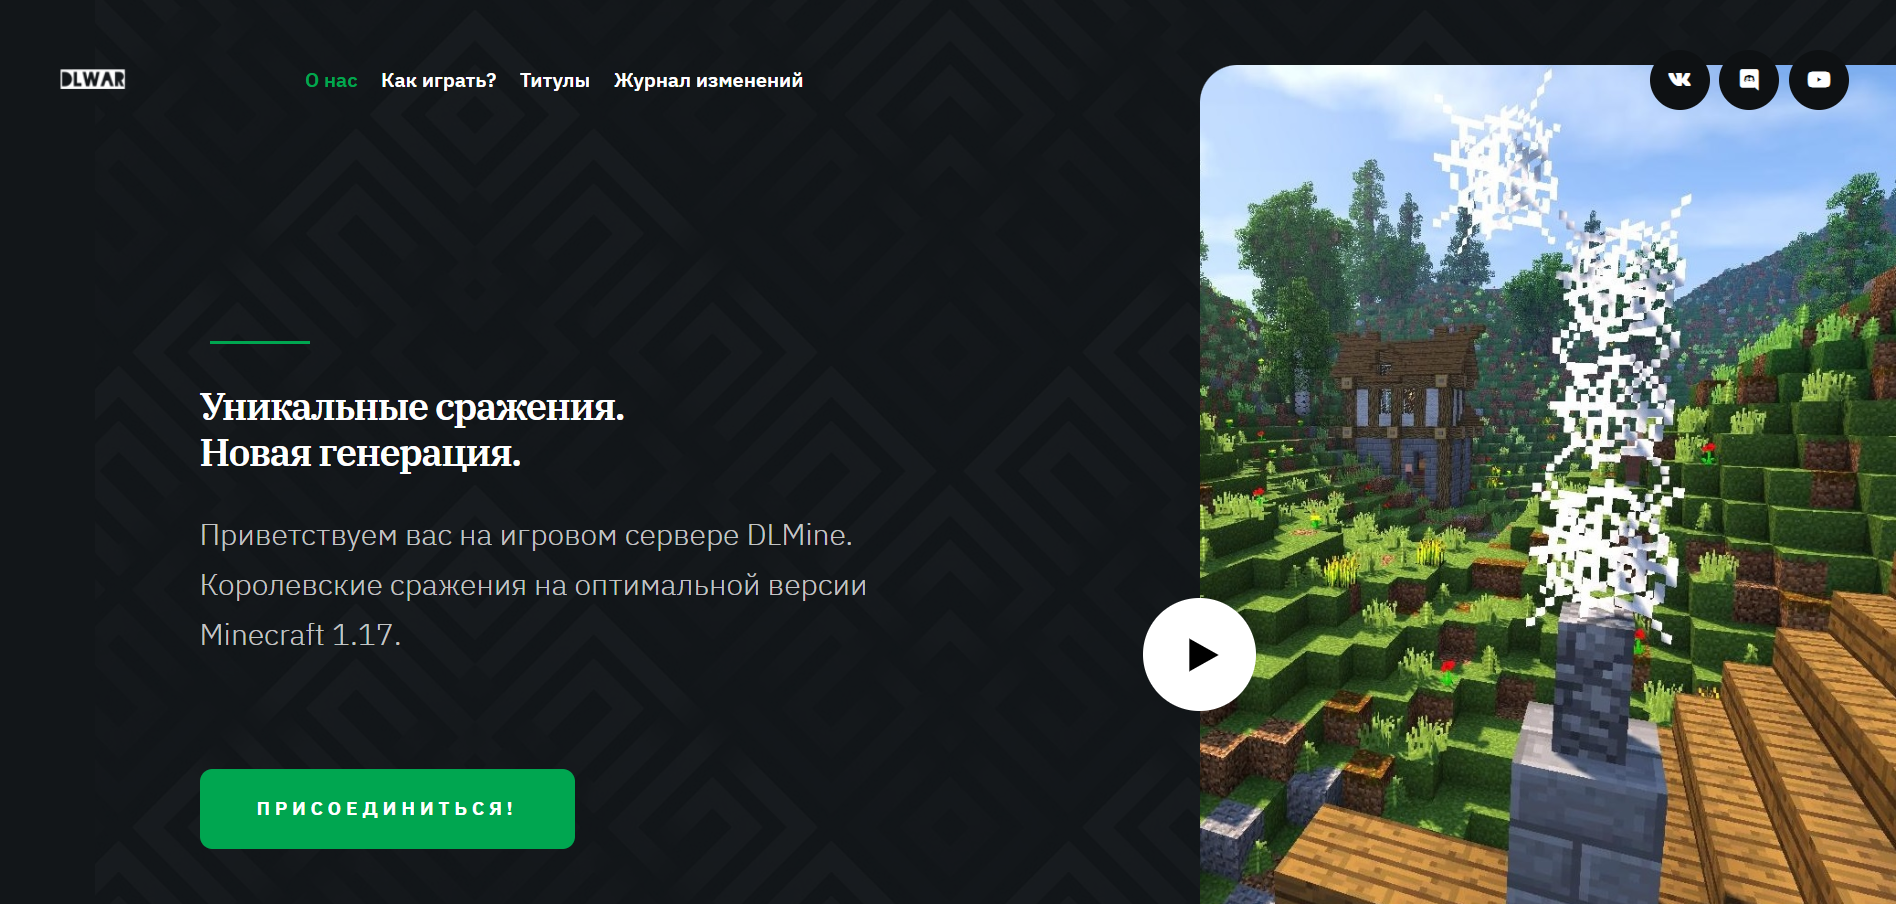 DLWAR
О нас Как играть? Титулы Журнал изменений
Уникальные сражения.
Новая генерация.
Приветствуем вас на игровом сервере DLMine.
Королевские сражения на оптимальной версии
Minecraft 1.17.
ПРИСОЕДИНИТЬСЯ!